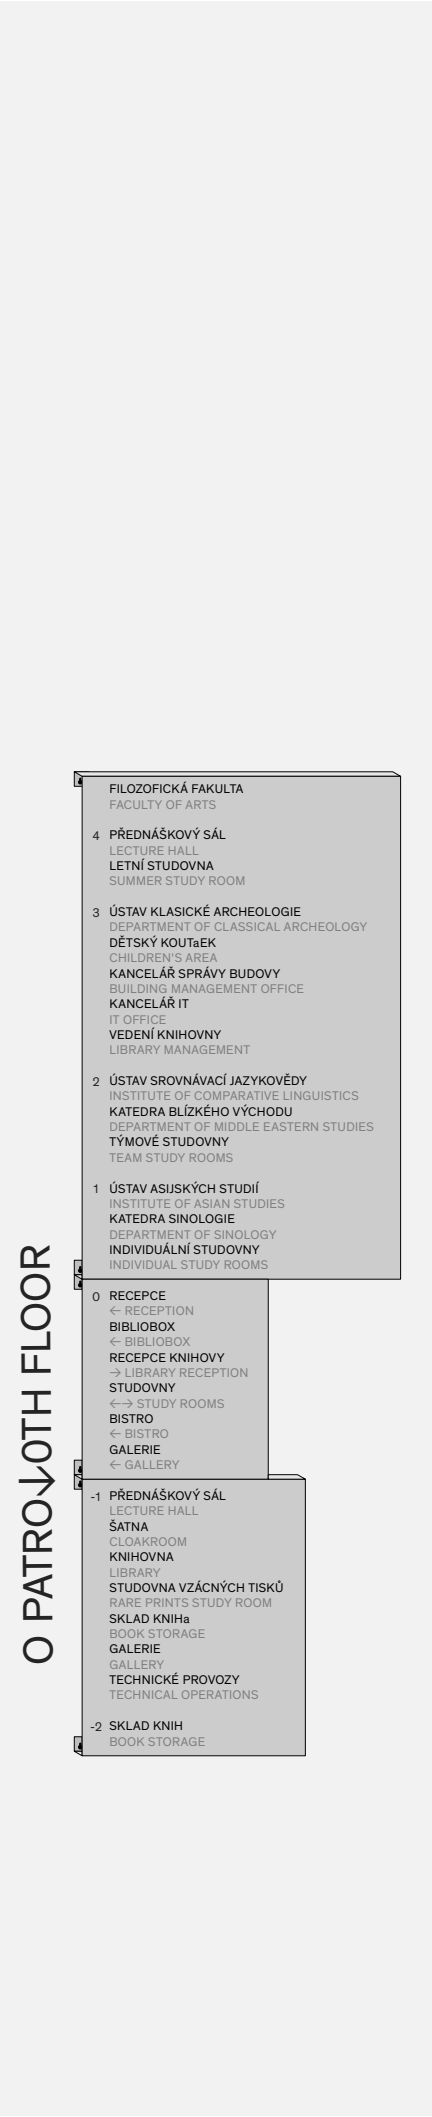 FILOZOFICKÁ FAKULTA
FACULTY OF ARTS
4 PŘEDNÁŠKOVÝ SÁL
LECTURE HALL
LETNÍ STUDOVNA
SUMMER STUDY ROOM
3 ÚSTAV KLASICKÉ ARCHEOLOGIE
DEPARTMENT OF CLASSICAL ARCHEOLOGY
DĚTSKÝ KOUTaEK
CHILDREN'S AREA
KANCELÁŘ SPRÁVY BUDOVY
BUILDING MANAGEMENT OFFICE
KANCELÁŘ IT
IT OFFICE
VEDENÍ KNIHOVNY
LIBRARY MANAGEMENT
2 ÚSTAV SROVNÁVACÍ JAZYKOVĚDY
INSTITUTE OF COMPARATIVE LINGUISTICS
KATEDRA BLÍZKÉHO VÝCHODU
DEPARTMENT OF MIDDLE EASTERN STUDIES
TÝMOVÉ STUDOVNY
TEAM STUDY ROOMS
1 ÚSTAV ASIJSKÝCH STUDIÍ
INSTITUTE OF ASIAN STUDIES
KATEDRA SINOLOGIE
DEPARTMENT OF SINOLOGY
INDIVIDUÁLNÍ STUDOVNY
INDIVIDUAL STUDY ROOMS
0 RECEPCE
← RECEPTION
BIBLIOBOX
← BIBLIOBOX
RECEPCE KNIHOVY
→ LIBRARY RECEPTION
STUDOVNY
←→ STUDY ROOMS
BISTRO
← BISTRO
GALERIE
← GALLERY
-1 PŘEDNÁŠKOVÝ SÁL
LECTURE HALL
ŠATNA
CLOAKROOM
KNIHOVNA
LIBRARY
STUDOVNA VZÁCNÝCH TISKŮ
RARE PRINTS STUDY ROOM
SKLAD KNIHa
BOOK STORAGE
GALERIE
GALLERY
TECHNICKÉ PROVOZY
TECHNICAL OPERATIONS
-2 SKLAD KNIH
BOOK STORAGE
O PATRO↙0TH FLOOR